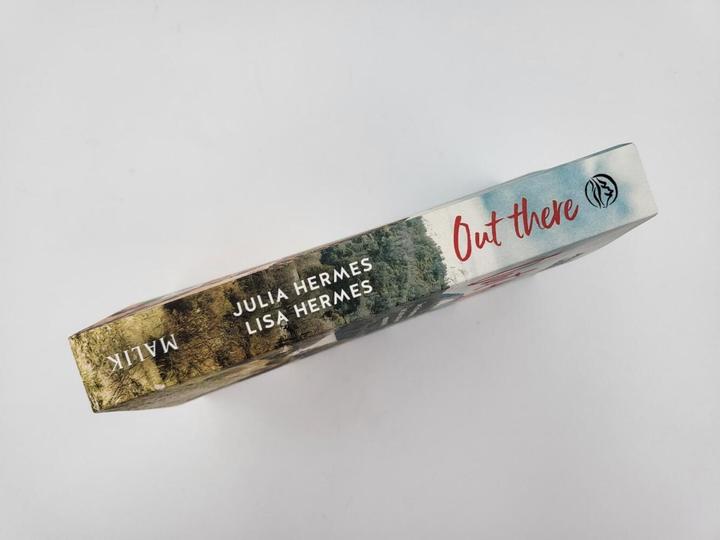 MALIK
JULIA HERMES
LISA HERMES
Out there